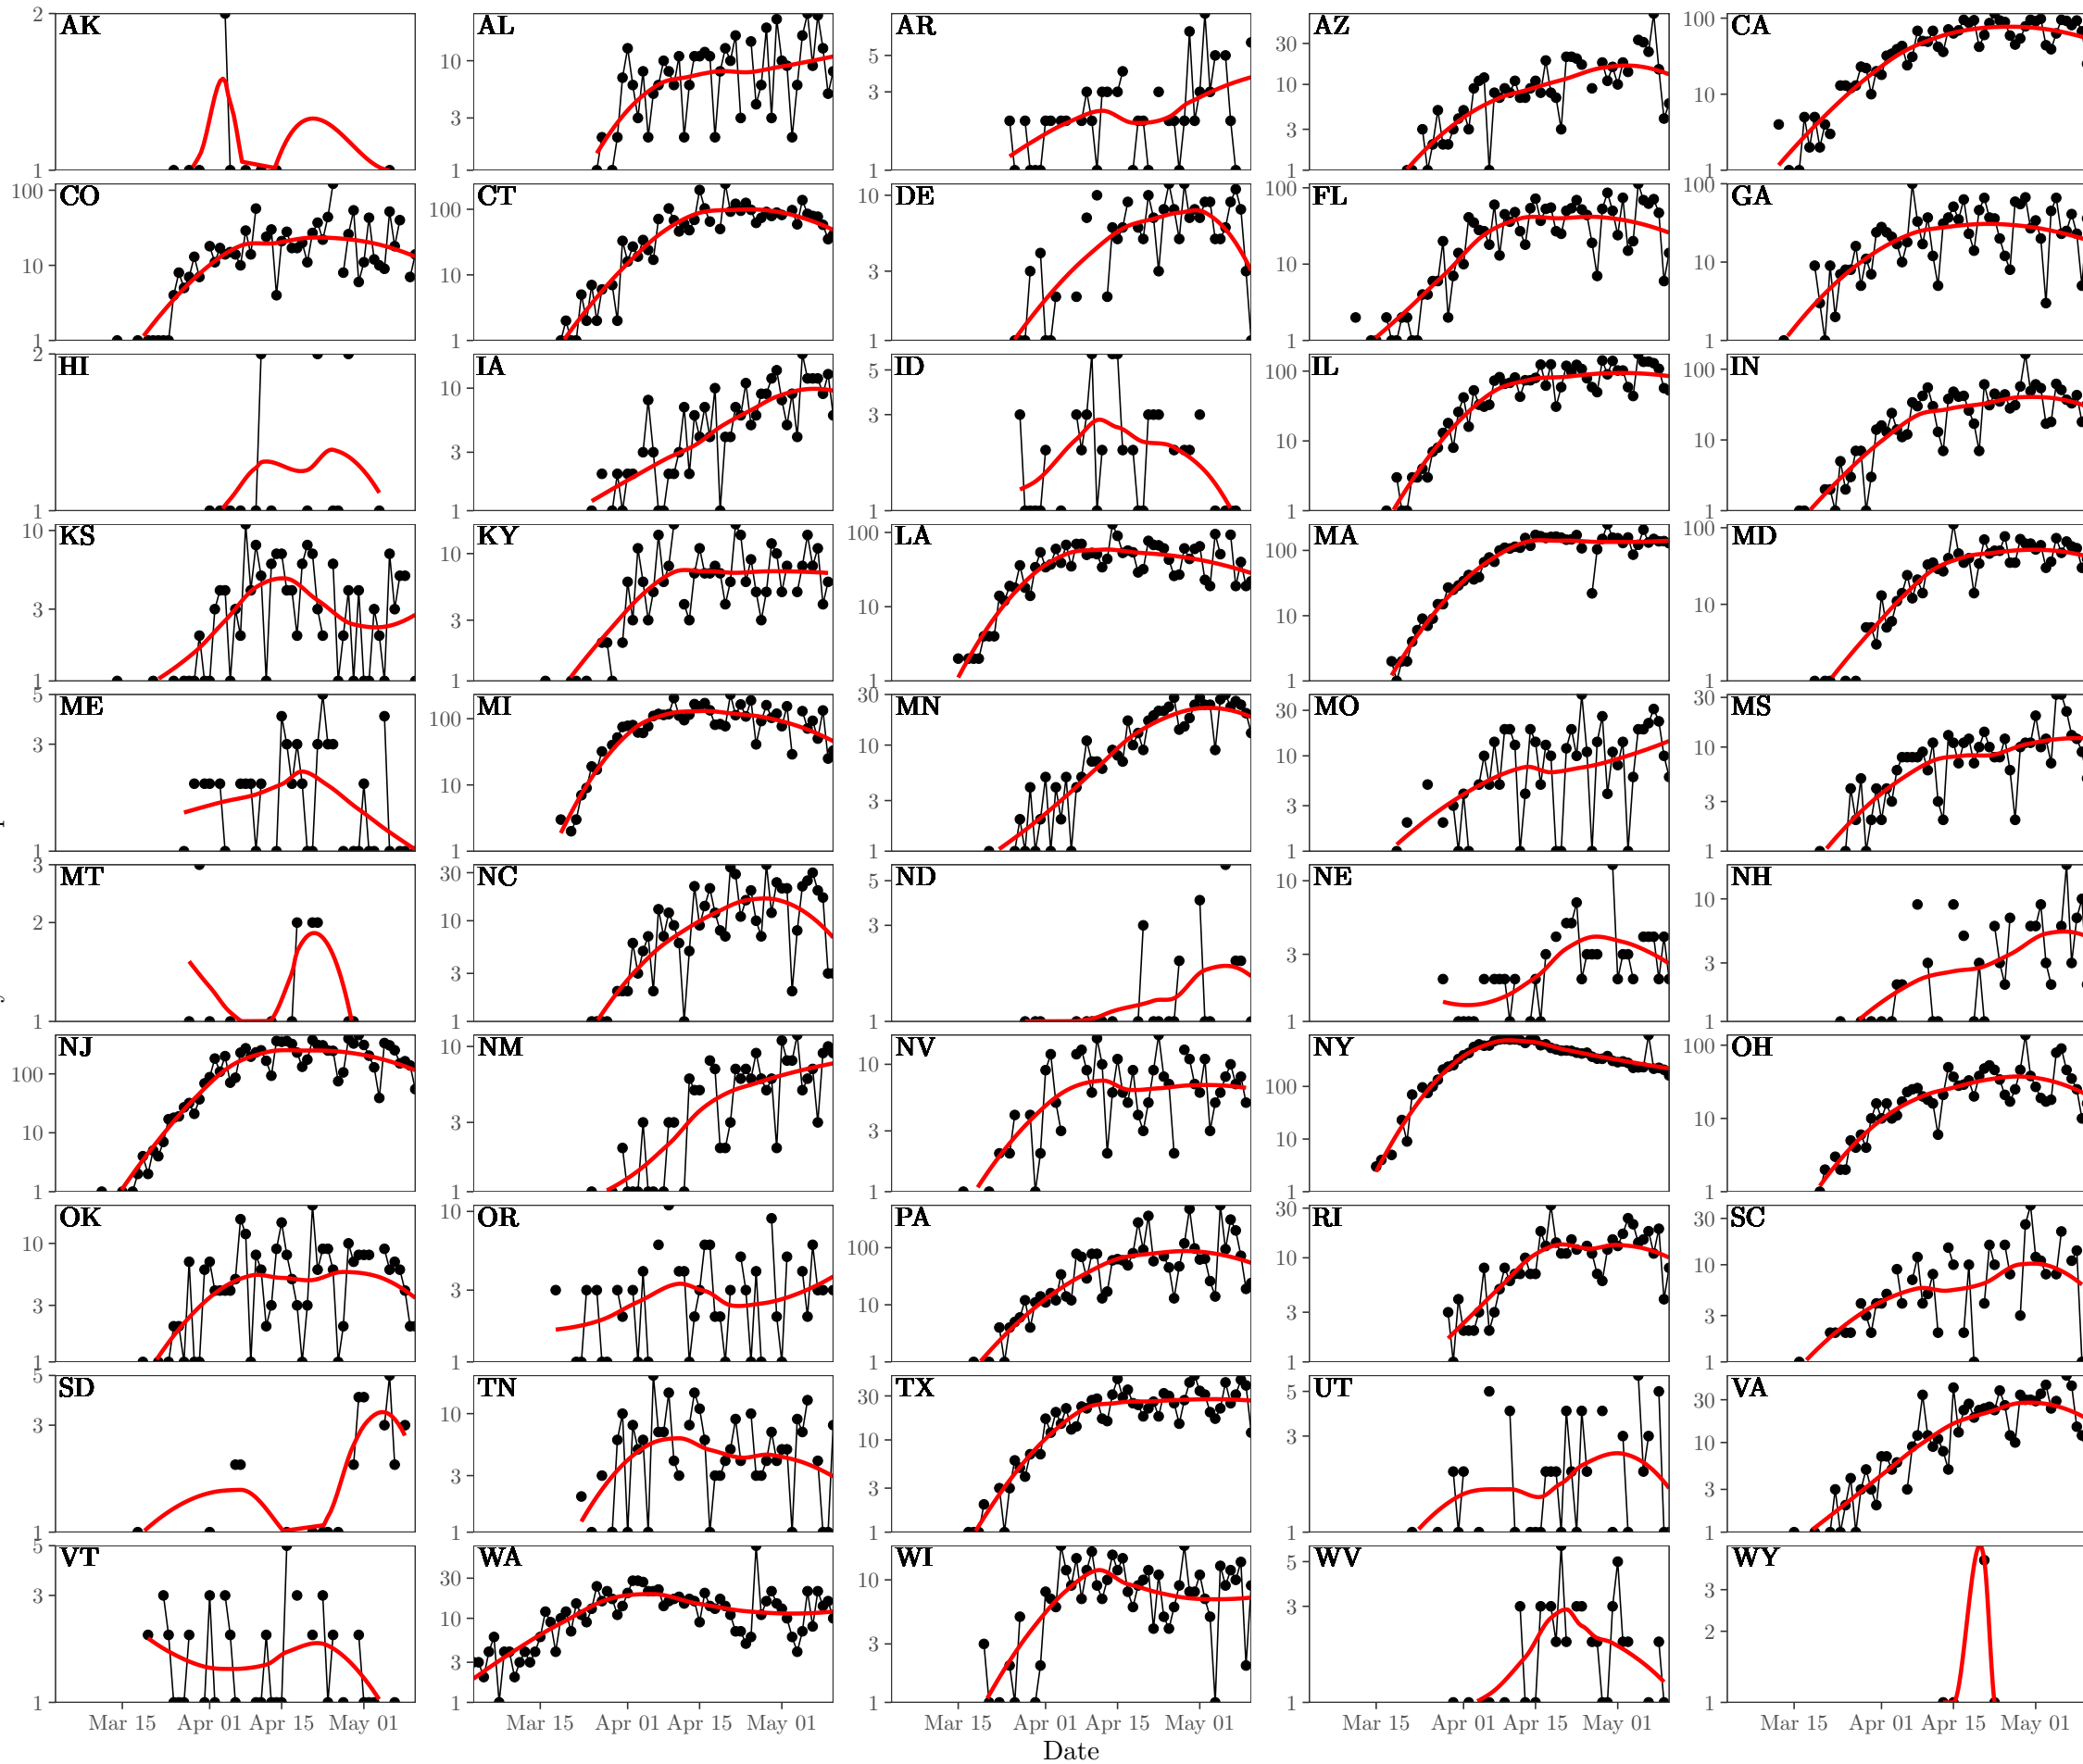 AK AL AR AZ CA
2 10 3 1 5 3 1 30 10 3 1 100 10 1
1
CO CT DE FL GA
100 10 1 100 10 1 10 3 1 100 10 1 100 10 1
HI IA ID IL IN
2 1 10 3 1 5 3 1 100 10 1 100 10 1
KS KY LA MA MD
10 3 1 10 3 1 100 10 1 100 10 1 100 10 1
ME MI MN MO MS
5 3 1 100 10 1 30 10 3 1 30 10 3 1 30 10 3 1
MT NC ND NE NH
3 2 1 30 10 3 1 5 3 1 10 3 1 10 3 1
NJ NM NV NY OH
100 10 1 10 3 1 10 3 1 100 10 1 100 10 1
OK OR PA RI SC
10 3 1 10 3 1 100 10 1 30 10 3 1 30 10 3 1
SD TN TX UT VA
5 3 1 10 3 1 30 10 3 1 5 3 1 30 10 3 1
VT WA WI WV WY
5 3 1 30 10 3 1 10 3 1 5 3 1 3 2 1
Mar 15 Apr 01 Apr 15 May 01 Mar 15 Apr 01 Apr 15 May 01 Mar 15 Apr 01 Apr 15 May 01 Mar 15 Apr 01 Apr 15 May 01 Mar 15 Apr 01 Apr 15 May 01
Date